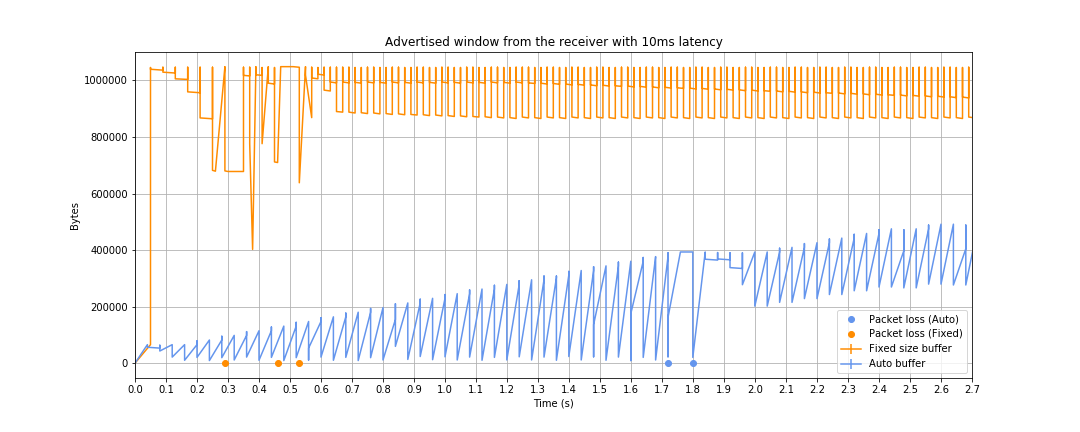 Advertised window from the receiver with 10ms latency
Bytes
1000000
800000
600000
400000
200000
0
0.0 0.1 0.2 0.3 0.4 0.5 0.6 0.7 0.8 0.9 1.0 1.1 1.2 1.3 1.4 1.5 1.6 1.7 1.8 1.9 2.0 2.1 2.2 2.3 2.4 2.5 2.6 2.7
Time (s)
Packet loss (Auto)
Packet loss (Fixed)
Fixed size buffer
Auto buffer